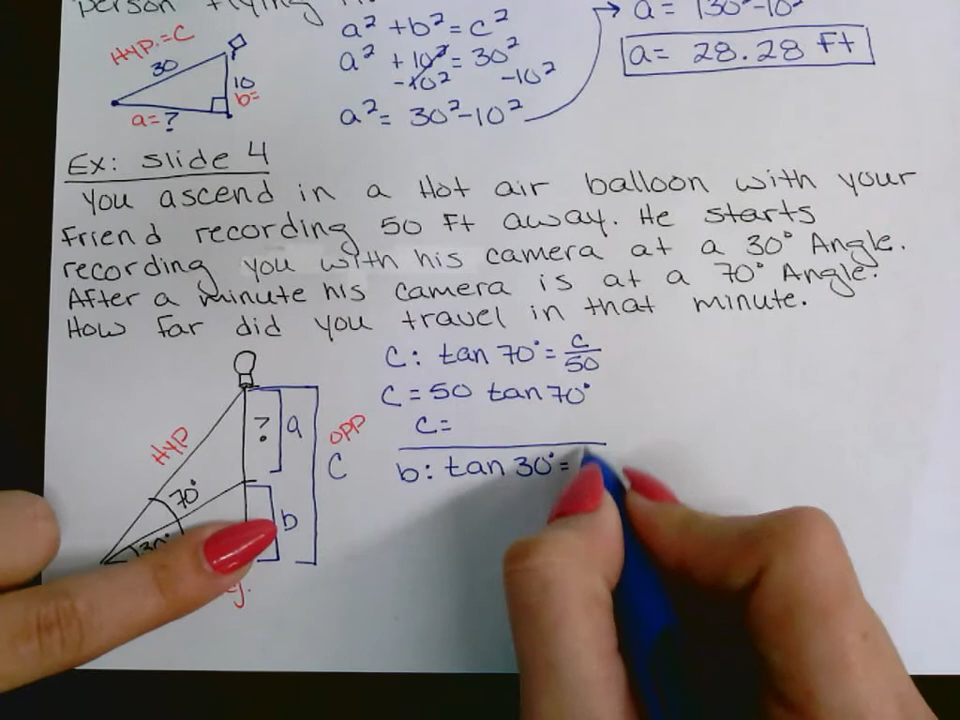 person flying
a² + b² = c²
a² + 10² = 30²
-10² -10²
a² = 30² - 10²
a = √30² - 10²
a = 28.28 Ft
Hyp. = C
30
10
b=
a = ?
Ex: slide 4
You ascend in a Hot air balloon with your
friend recording 50 Ft away. He starts
recording you with his camera at a 30° Angle.
After a minute his camera is at a 70° Angle.
How far did you travel in that minute.
C: tan 70° = C/50
C = 50 tan 70°
C =
b: tan 30° =
Hyp
70°
30°
?
a
b
opp
C